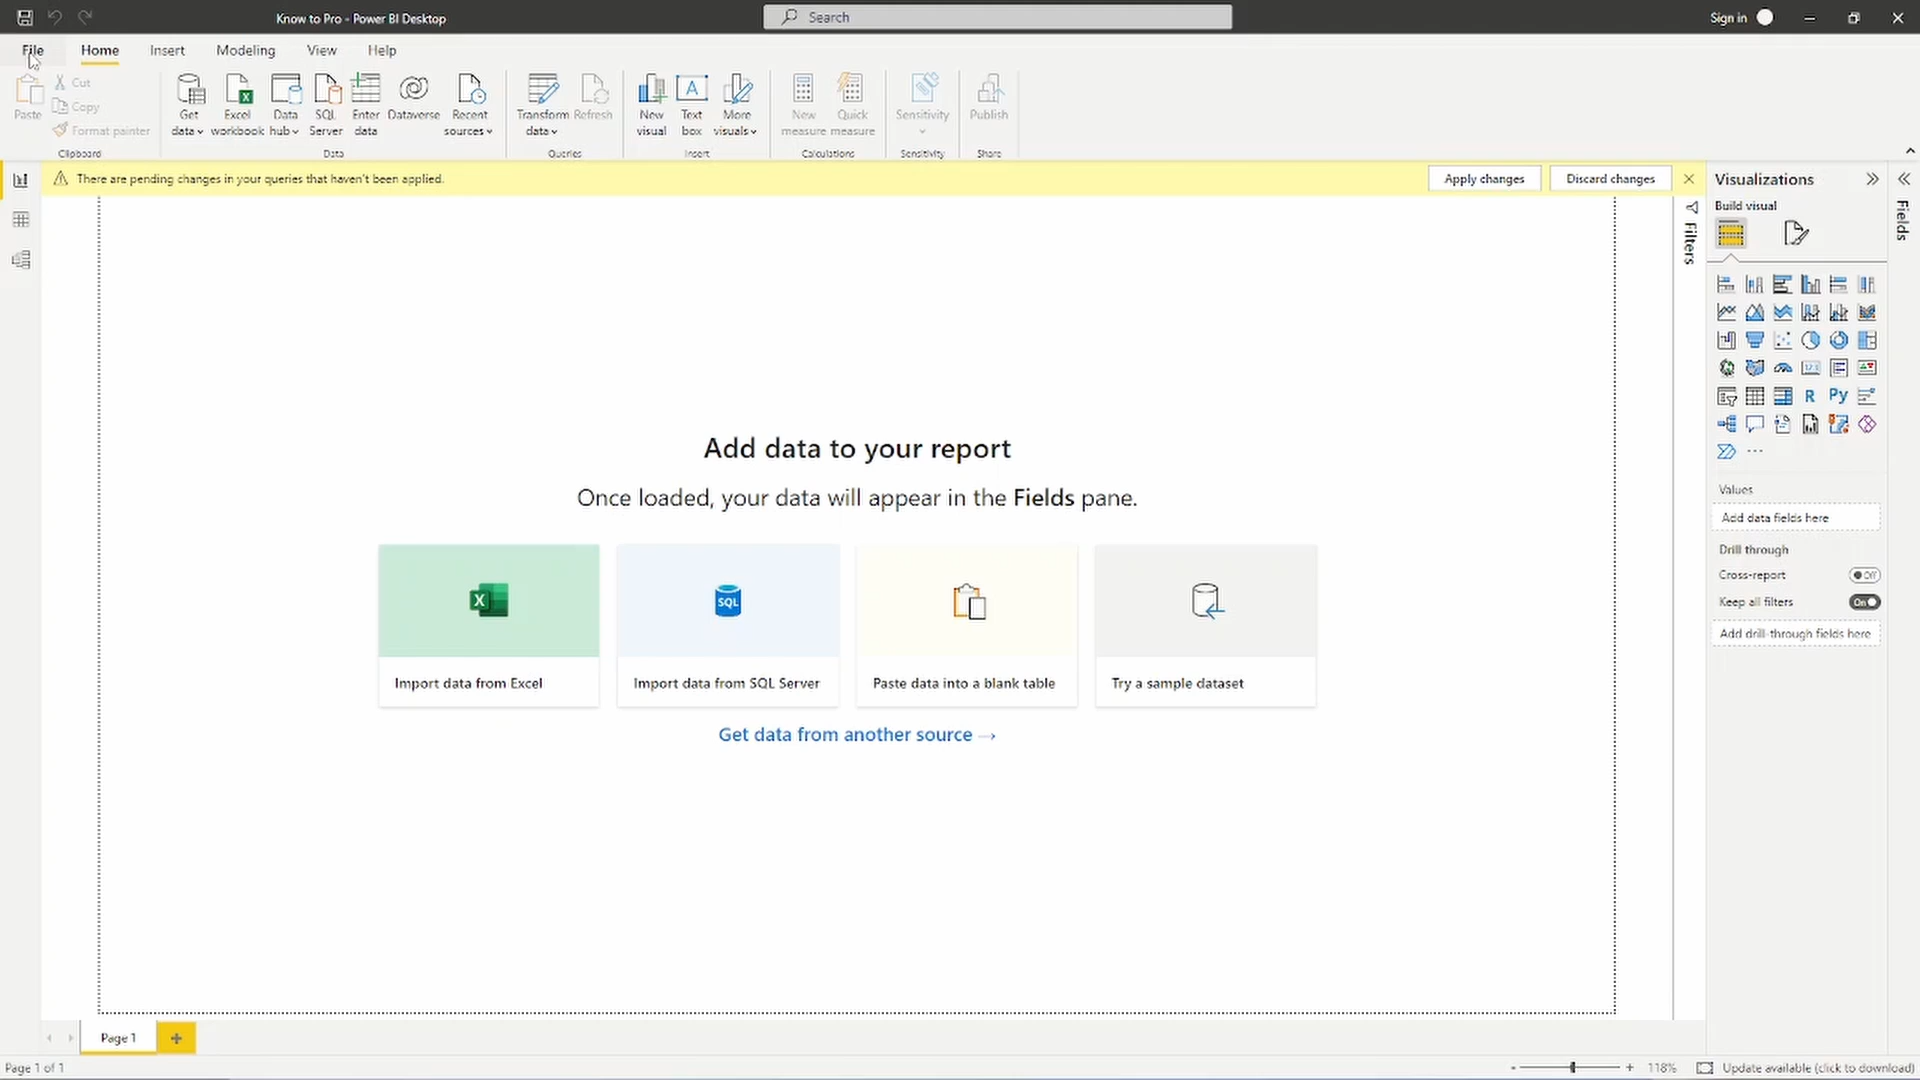 Know to Pro - Power BI Desktop
Search
Sign in
File
Home
Insert
Modeling
View
Help
Paste
Cut
Copy
Format painter
Clipboard
Get data
Excel workbook
Data hub
SQL Server
Enter data
Dataverse
Recent sources
Data
Transform data
Refresh
Queries
New visual
Text box
More visuals
Insert
New measure
Quick measure
Calculations
Sensitivity
Sensitivity
Publish
Share
There are pending changes in your queries that haven't been applied.
Apply changes
Discard changes
Visualizations
Build visual
Filters
Fields
Add data to your report
Once loaded, your data will appear in the Fields pane.
X
SQL
Import data from Excel
Import data from SQL Server
Paste data into a blank table
Try a sample dataset
Get data from another source →
123
R
Py
Values
Add data fields here
Drill through
Cross-report
Off
Keep all filters
On
Add drill-through fields here
Page 1
Page 1 of 1
118%
Update available (click to download)